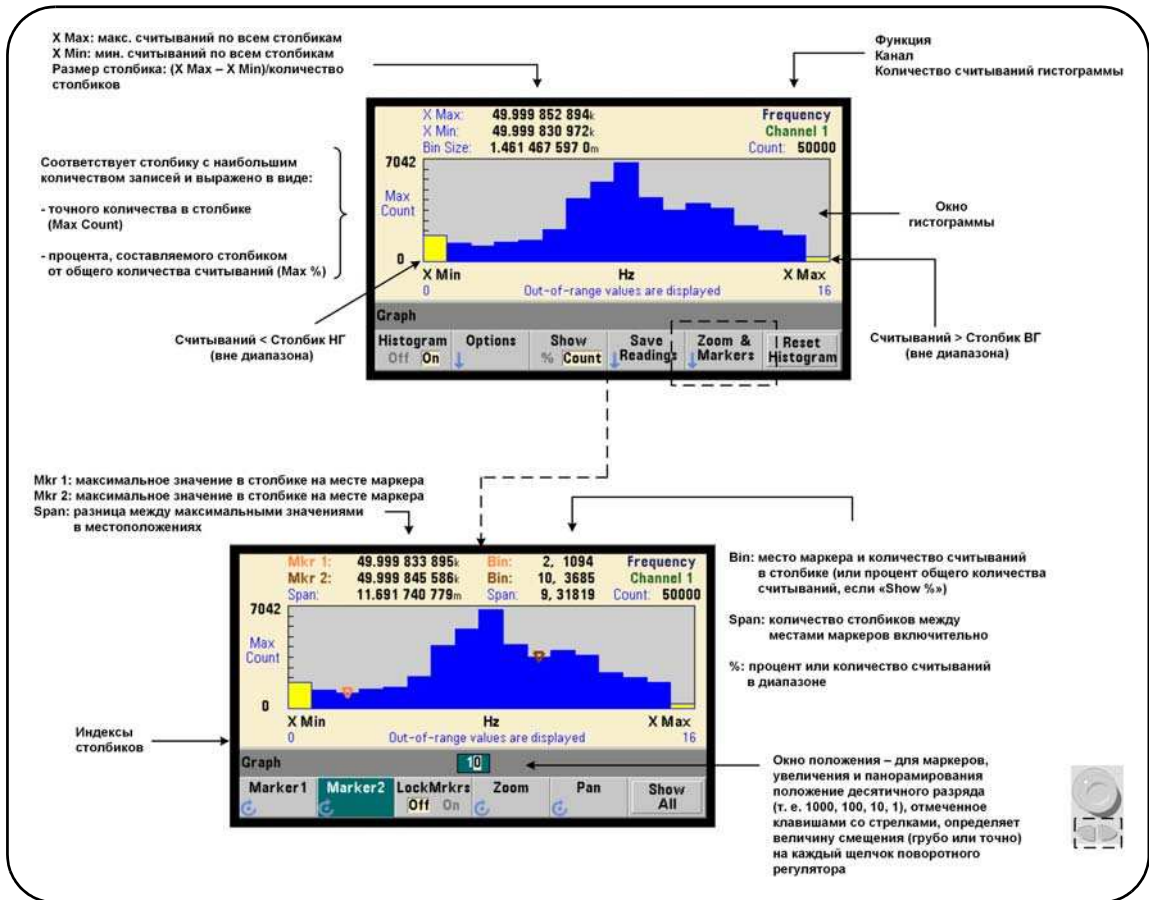 X Max: макс. считываний по всем столбикам
X Min: мин. считываний по всем столбикам
Размер столбика: (X Max – X Min)/количество
столбиков
Функция
Канал
Количество считываний гистограммы
X Max: 49.999 852 894k
X Min: 49.999 830 972k
Bin Size: 1.461 467 597 0m
Frequency
Channel 1
Count: 50000
7042
Max
Count
0
X Min
Hz
X Max
0
Out-of-range values are displayed
16
Graph
Histogram
Off On
Options
Show
% Count
Save
Readings
Zoom &
Markers
Reset
Histogram
Соответствует столбику с наибольшим
количеством записей и выражено в виде:
- точного количества в столбике
(Max Count)
- процента, составляемого столбиком
от общего количества считываний (Max %)
Окно
гистограммы
Считываний < Столбик НГ
(вне диапазона)
Считываний > Столбик ВГ
(вне диапазона)
Mkr 1: максимальное значение в столбике на месте маркера
Mkr 2: максимальное значение в столбике на месте маркера
Span: разница между максимальными значениями
в местоположениях
Mkr 1: 49.999 833 895k Bin: 2, 1094 Frequency
Mkr 2: 49.999 845 586k Bin: 10, 3685 Channel 1
Span: 11.691 740 779m Span: 9, 31819 Count: 50000
7042
Max
Count
0
X Min
Hz
X Max
0
Out-of-range values are displayed
16
Graph
10
Marker1
Marker2
LockMrkrs
Off On
Zoom
Pan
Show
All
Bin: место маркера и количество считываний
в столбике (или процент общего количества
считываний, если «Show %»)
Span: количество столбиков между
местами маркеров включительно
%: процент или количество считываний
в диапазоне
Индексы
столбиков
Окно положения – для маркеров,
увеличения и панорамирования
положение десятичного разряда
(т. е. 1000, 100, 10, 1), отмеченное
клавишами со стрелками, определяет
величину смещения (грубо или точно)
на каждый щелчок поворотного
регулятора